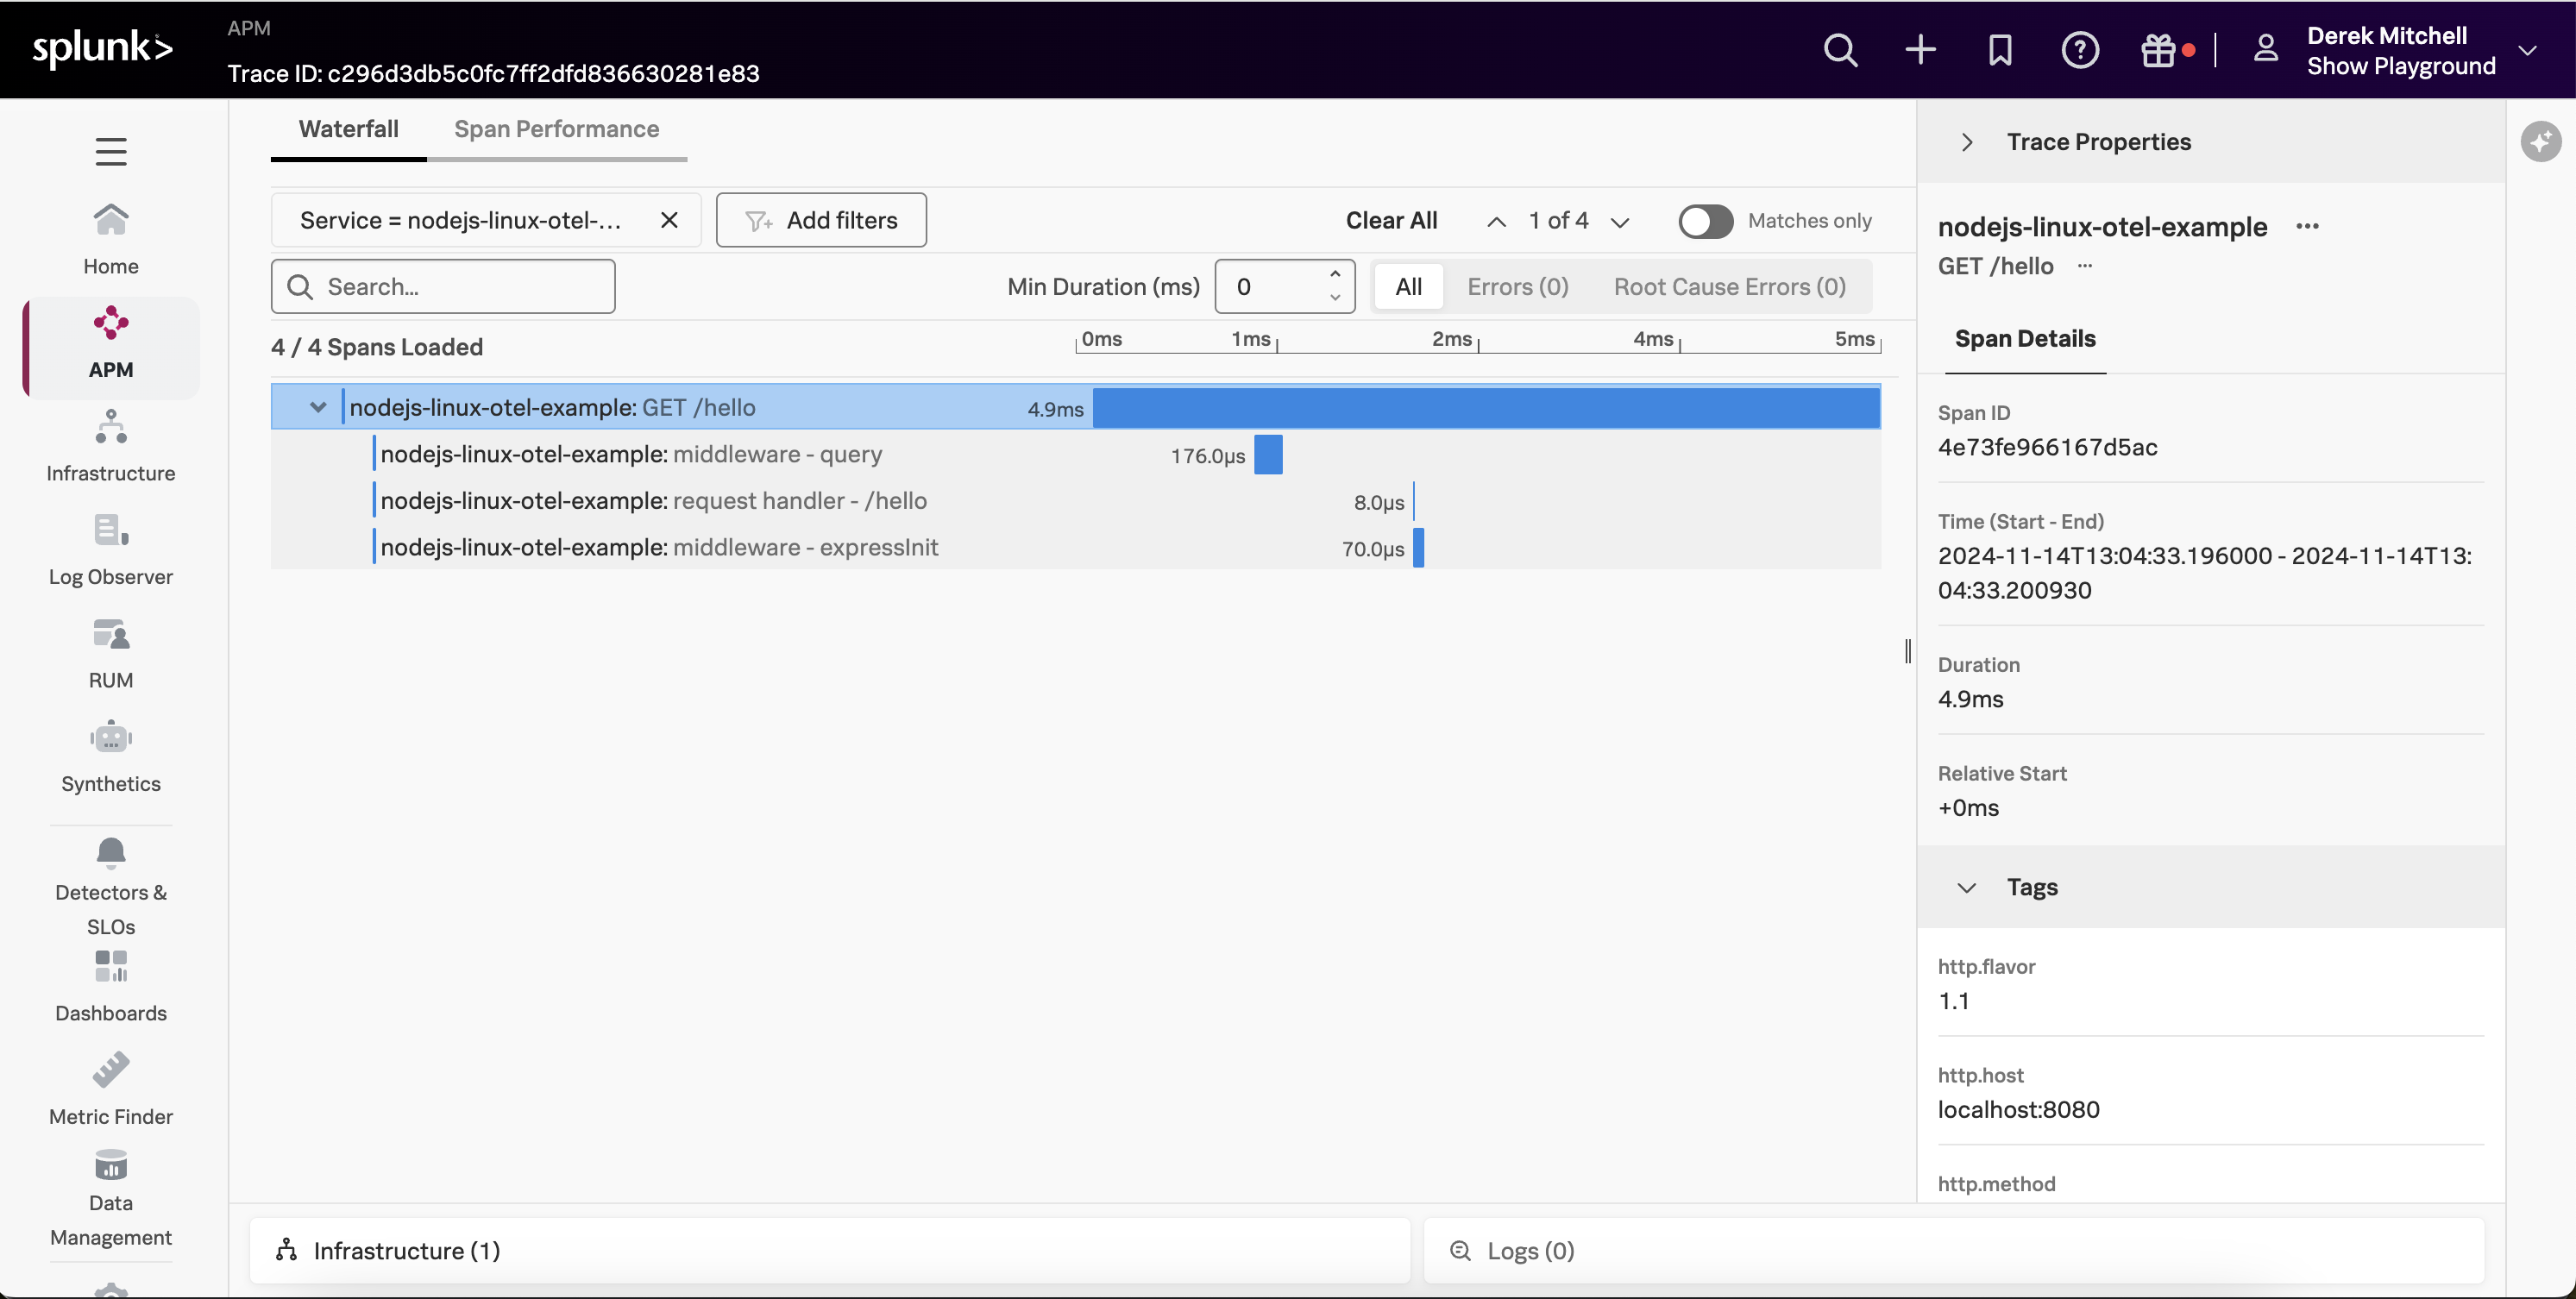 splunk>
APM
Trace ID: c296d3db5c0fc7ff2dfd836630281e83
Derek Mitchell
Show Playground
Home
APM
Infrastructure
Log Observer
RUM
Synthetics
Detectors &
SLOs
Dashboards
Metric Finder
Data
Management
Waterfall
Span Performance
Service = nodejs-linux-otel-...
Add filters
Clear All
1 of 4
Matches only
Search...
Min Duration (ms)
0
All
Errors (0)
Root Cause Errors (0)
4 / 4 Spans Loaded
0ms
1ms
2ms
4ms
5ms
nodejs-linux-otel-example: GET /hello
4.9ms
nodejs-linux-otel-example: middleware - query
176.0µs
nodejs-linux-otel-example: request handler - /hello
8.0µs
nodejs-linux-otel-example: middleware - expressInit
70.0µs
Infrastructure (1)
Logs (0)
Trace Properties
nodejs-linux-otel-example
GET /hello
Span Details
Span ID
4e73fe966167d5ac
Time (Start - End)
2024-11-14T13:04:33.196000 - 2024-11-14T13:
04:33.200930
Duration
4.9ms
Relative Start
+0ms
Tags
http.flavor
1.1
http.host
localhost:8080
http.method